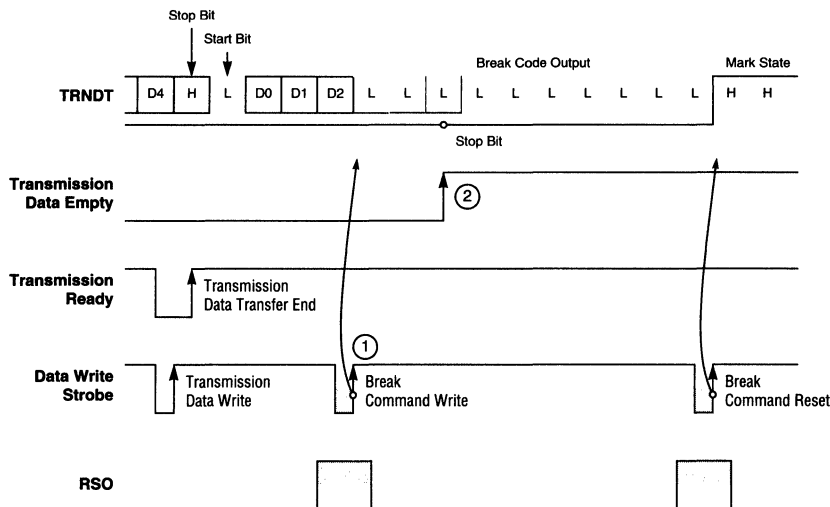 Stop Bit
Start Bit
Break Code Output
Mark State
TRNDT D4 H L D0 D1 D2 L L L L L L L L L L H H
Stop Bit
Transmission
Data Empty
2
Transmission
Ready
Transmission
Data Transfer End
1
Data Write
Strobe
Transmission
Data Write
Break
Command Write
Break
Command Reset
RSO